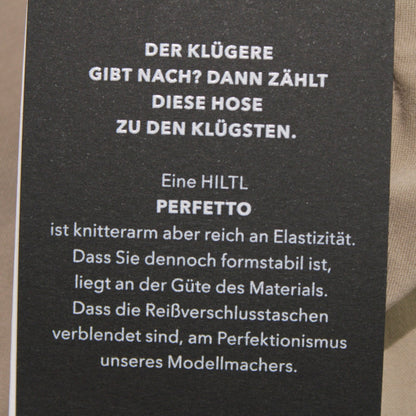 DER KLÜGERE
GIBT NACH? DANN ZÄHLT
DIESE HOSE
ZU DEN KLÜGSTEN.
Eine HILTL
PERFETTO
ist knitterarm aber reich an Elastizität.
Dass Sie dennoch formstabil ist,
liegt an der Güte des Materials.
Dass die Reißverschlusstaschen
verblendet sind, am Perfektionismus
unseres Modellmachers.